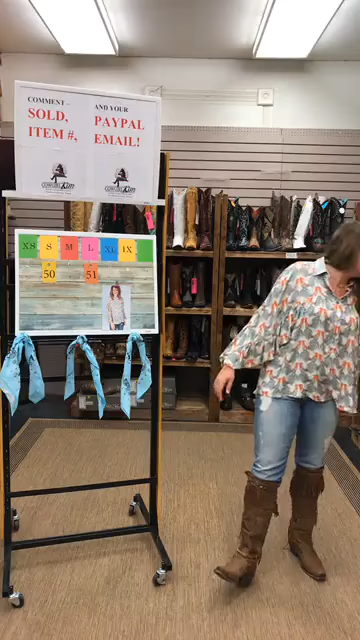 COMMENT –
SOLD,
ITEM #,
AND YOUR
PAYPAL
EMAIL!
XS S M L XL 1X
50 51